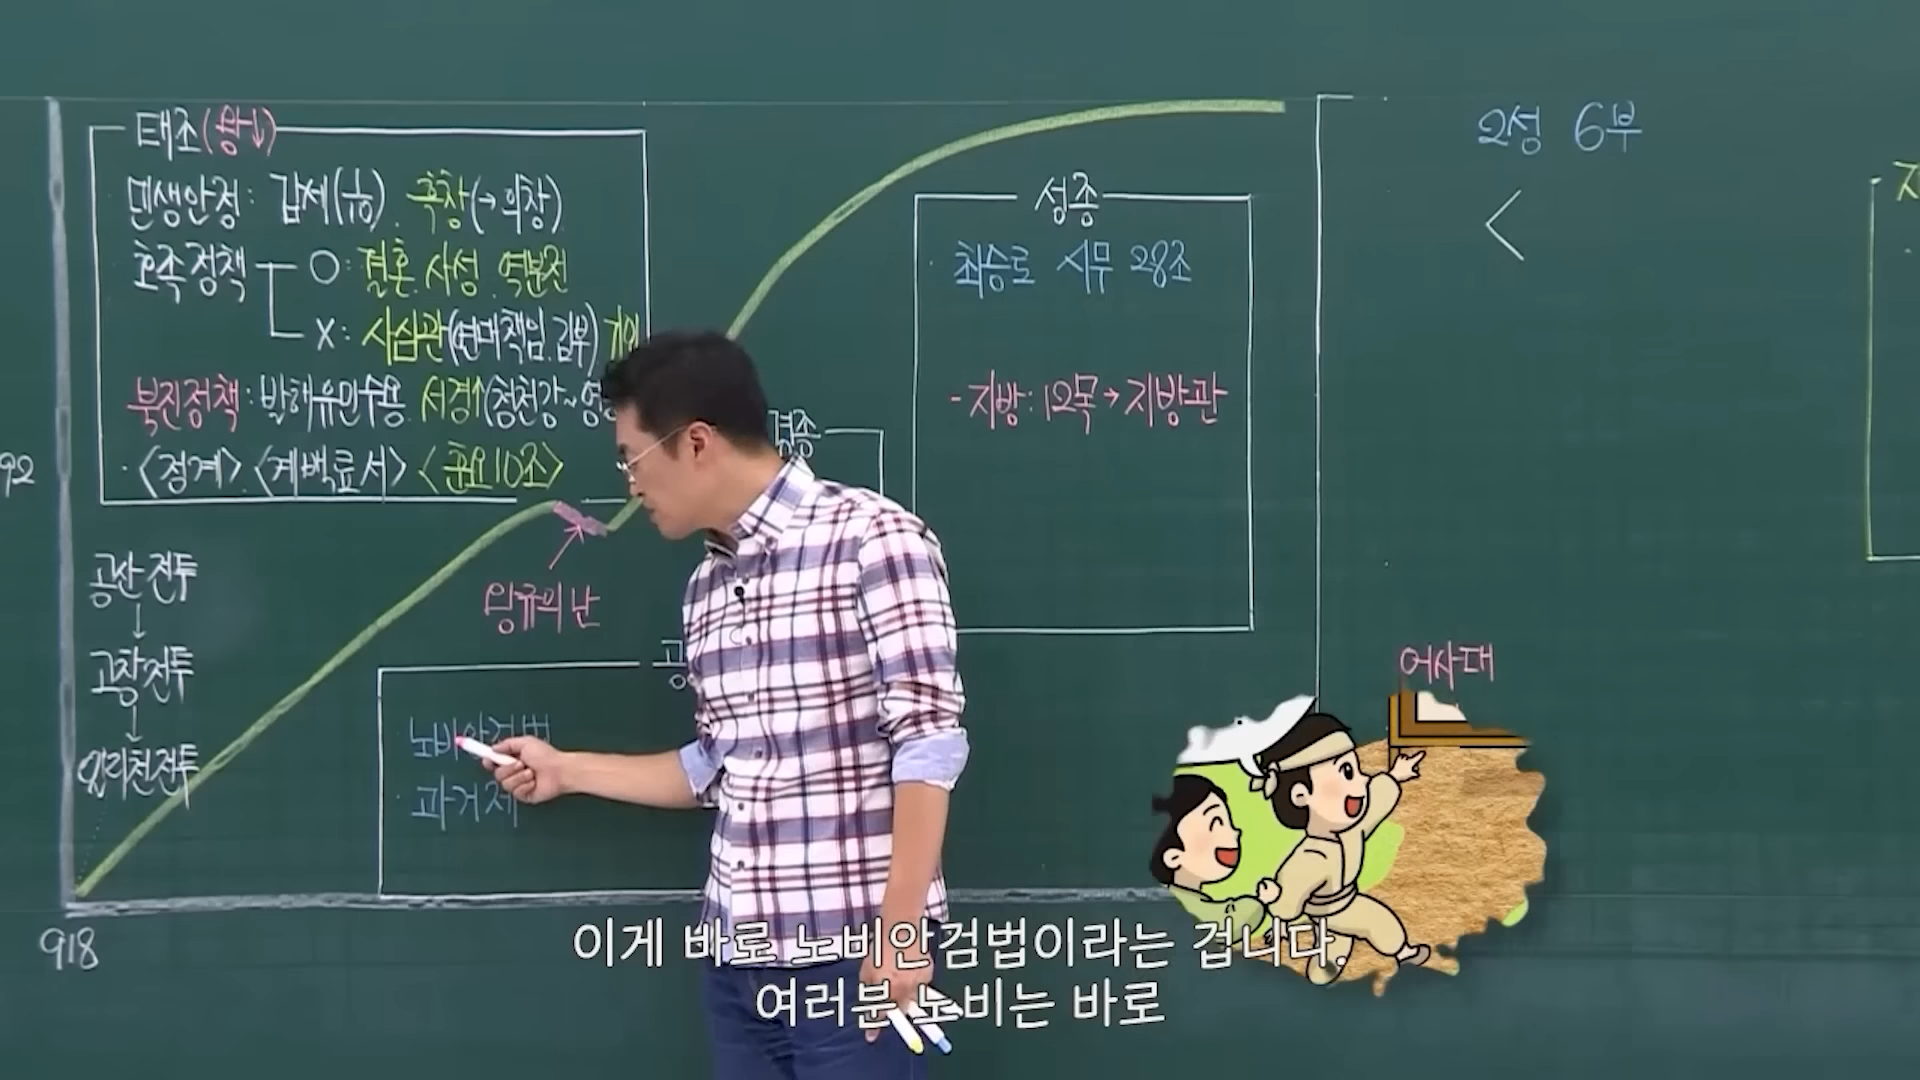 태조(왕↓)
민생안정: 감세(1/10). 흑창(→의창)
호족정책 O: 결혼. 사성. 역분전
X: 사심관(연대책임. 김부) 기인
북진정책: 발해유민수용. 서경↑(청천강~영흥
· <정계>. <계백료서> <훈요10조>
92
공산전투
↓
고창전투
↓
일리천전투
918
왕규의 난
· 노비안검법
· 과거제
경종
성종
· 최승로 시무 28조
- 지방: 12목 → 지방관
2성 6부
<
어사대
이게 바로 노비안검법이라는 겁니다.
여러분 노비는 바로